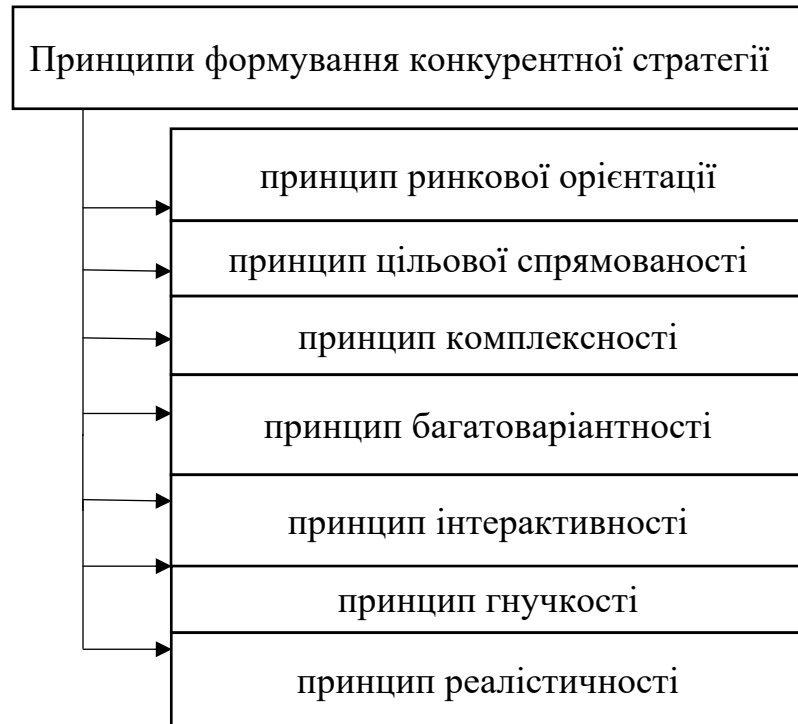 Принципи формування конкурентної стратегії
принцип ринкової орієнтації
принцип цільової спрямованості
принцип комплексності
принцип багатоваріантності
принцип інтерактивності
принцип гнучкості
принцип реалістичності